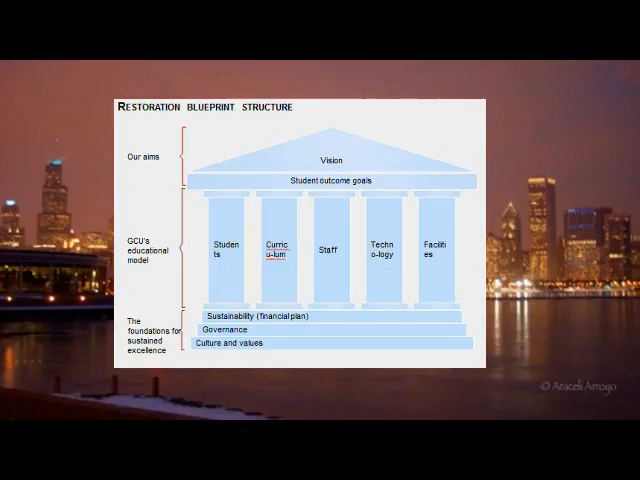 RESTORATION BLUEPRINT STRUCTURE
Our aims
Vision
Student outcome goals
GCU's
educational
model
Studen
ts
Curric
u-lum
Staff
Techn
o-logy
Faciliti
es
The
foundations for
sustained
excellence
Sustainability (financial plan)
Governance
Culture and values
© Araceli Arroyo